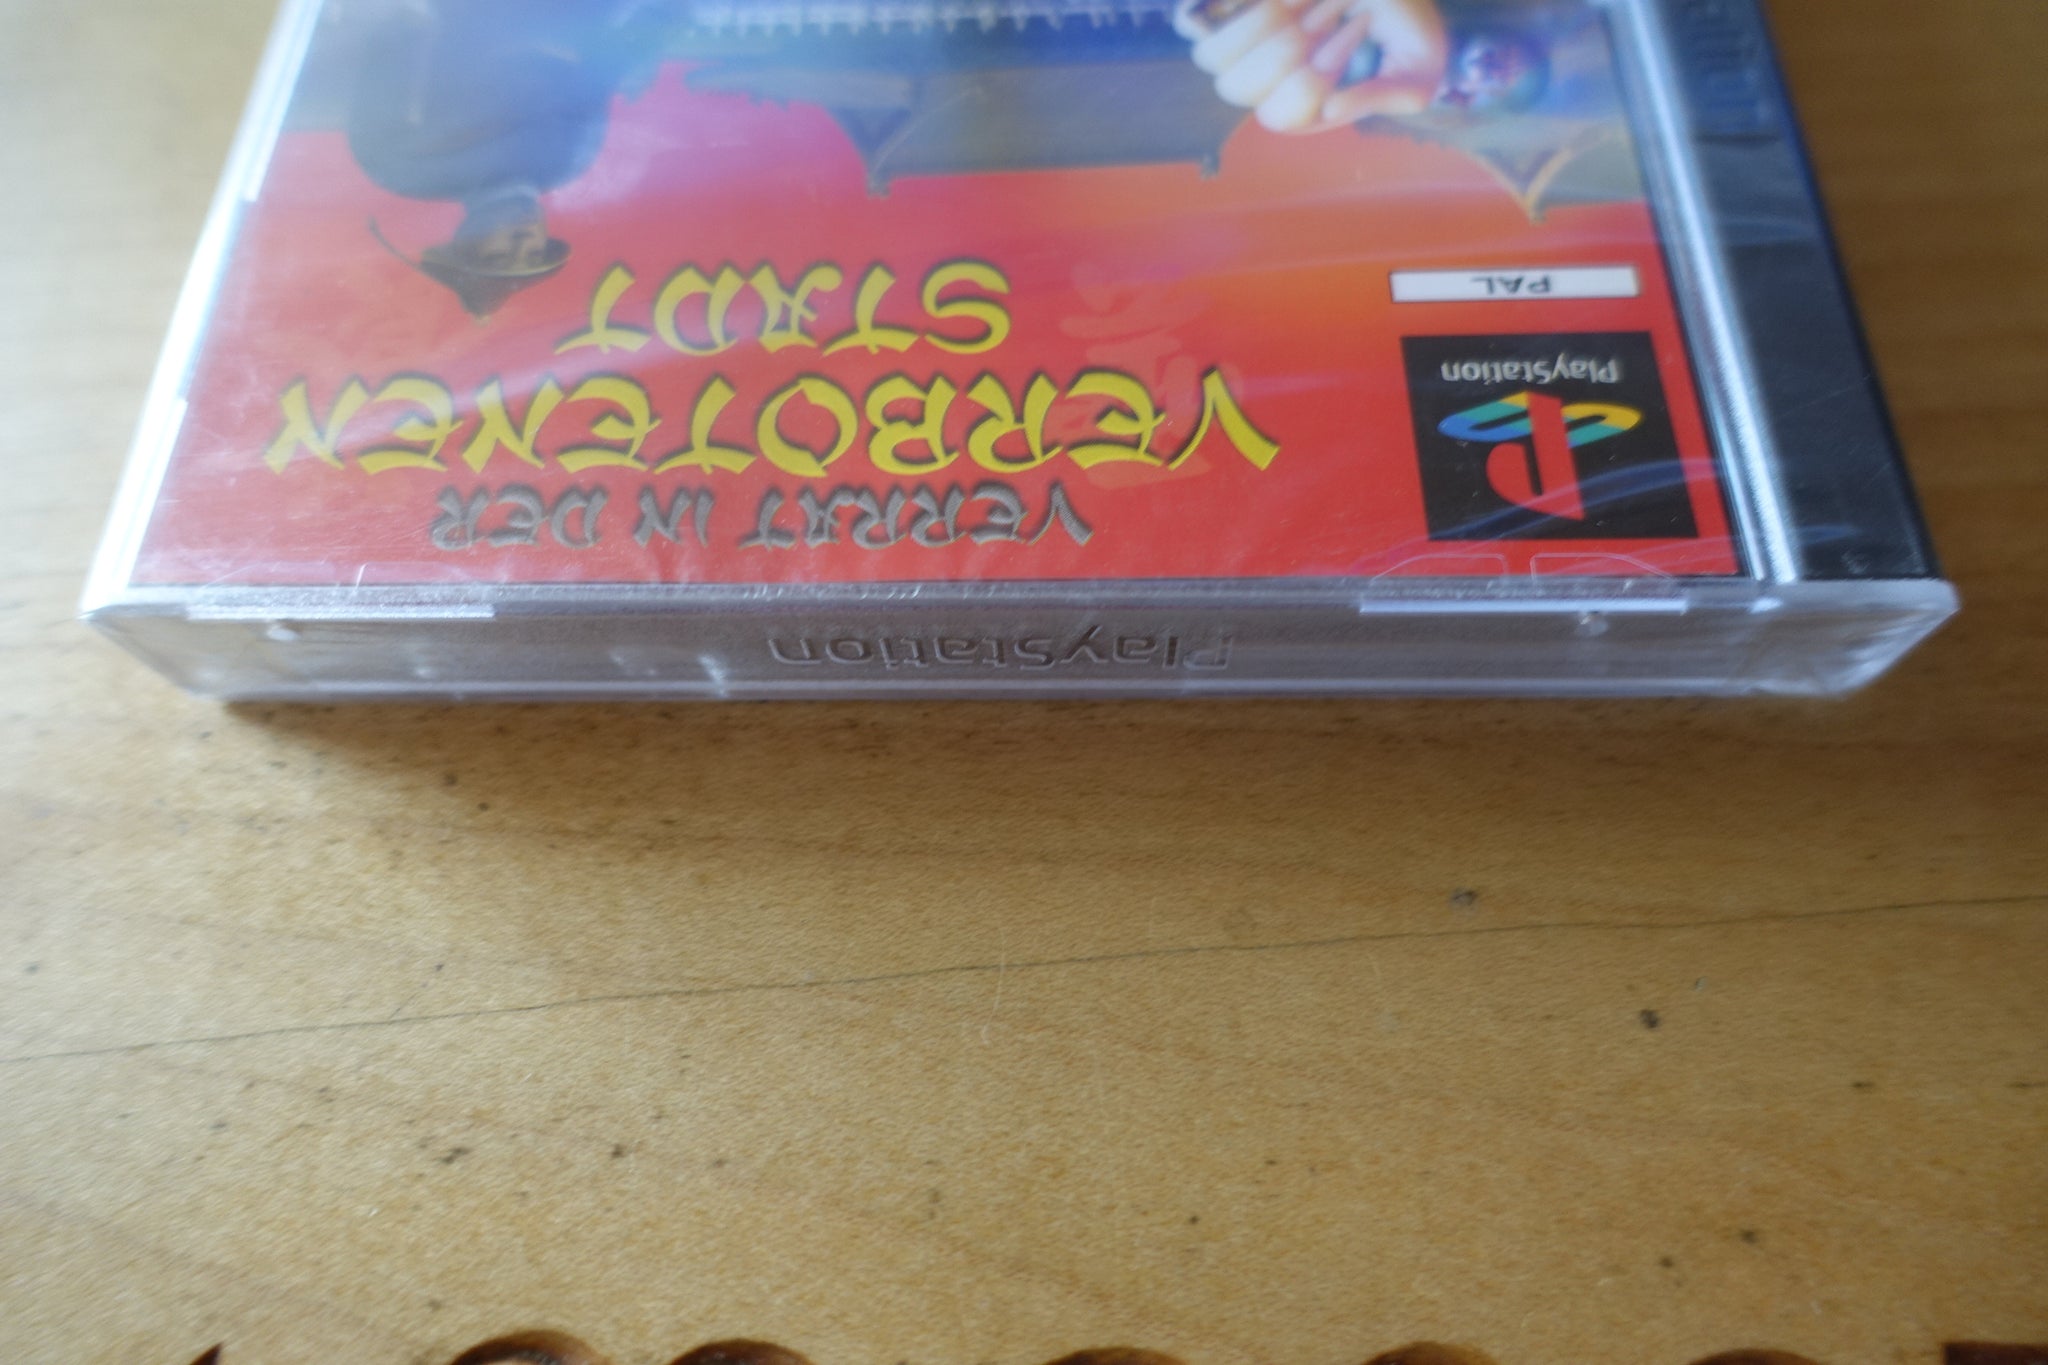 VERRAT IN DER
VERBOTENEN
STADT
PlayStation
PAL
PlayStation